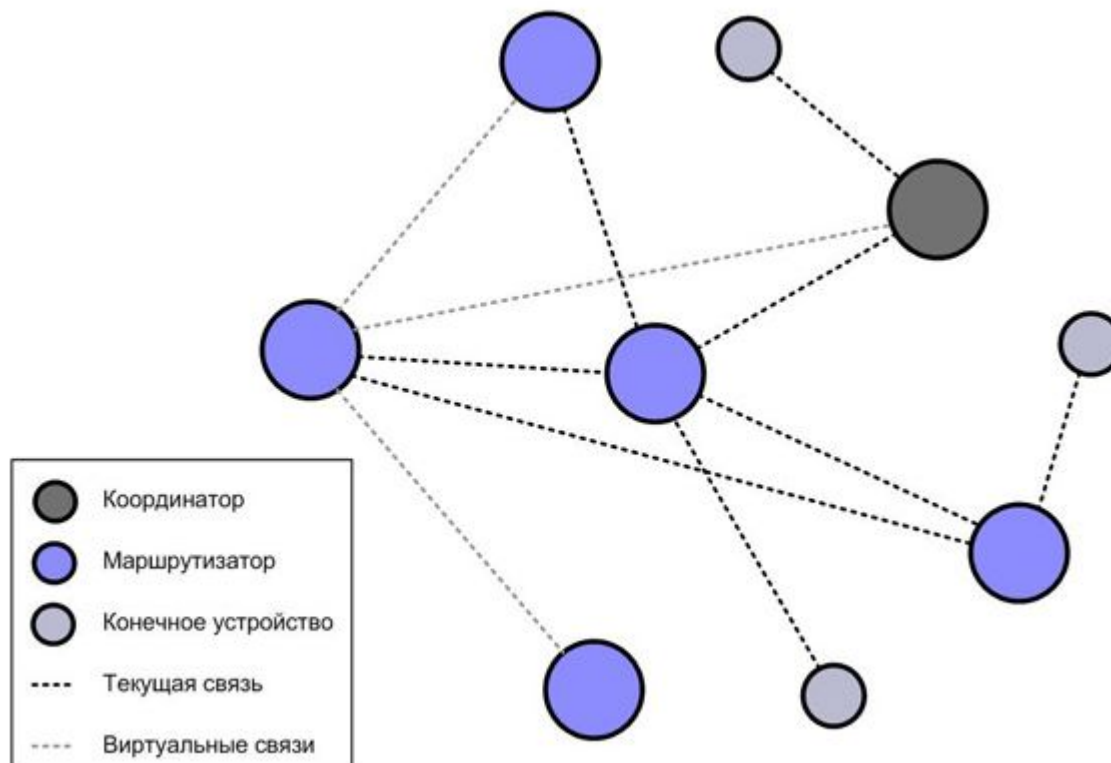 Координатор
Маршрутизатор
Конечное устройство
Текущая связь
Виртуальные связи